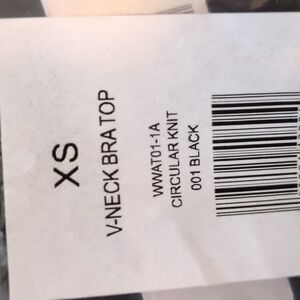 XS
V-NECK BRA TOP
WWAT01-1A
CIRCULAR KNIT
001 BLACK